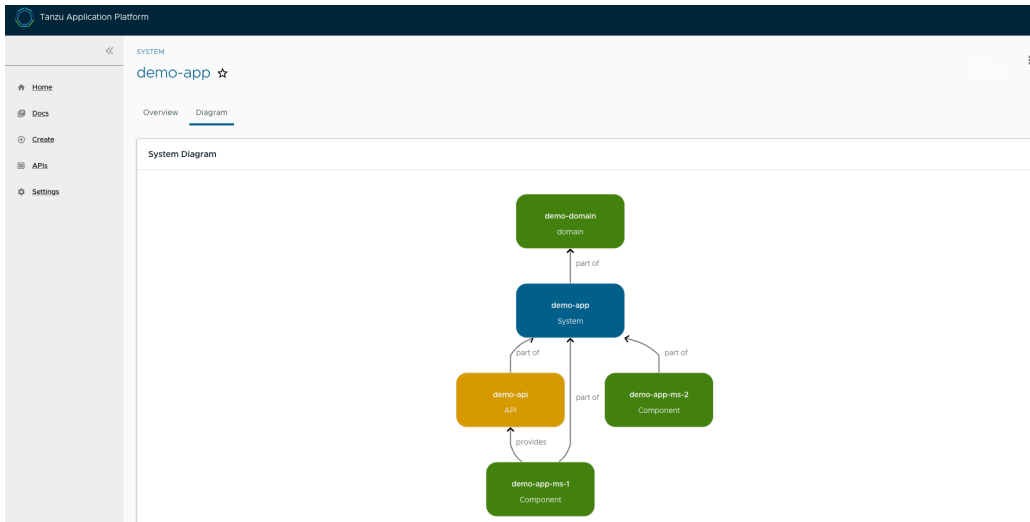 Tanzu Application Platform
SYSTEM
demo-app
Home
Docs
Create
APIs
Settings
Overview
Diagram
System Diagram
demo-domain
domain
part of
demo-app
System
part of
part of
demo-api
API
part of
demo-app-ms-2
Component
provides
demo-app-ms-1
Component